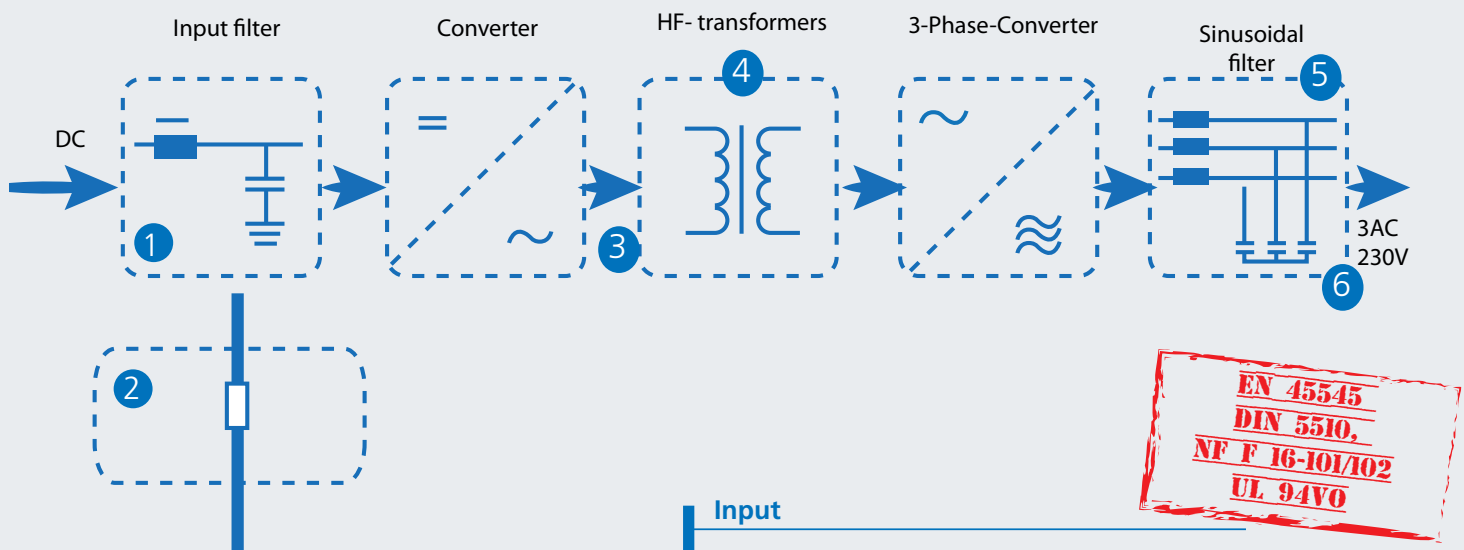 Input filter
Converter
HF- transformers
3-Phase-Converter
Sinusoidal
filter
4
5
DC
1
3
3AC
230V
6
2
EN 45545
DIN 5510,
NF F 16-101/102
UL 94V0
Input